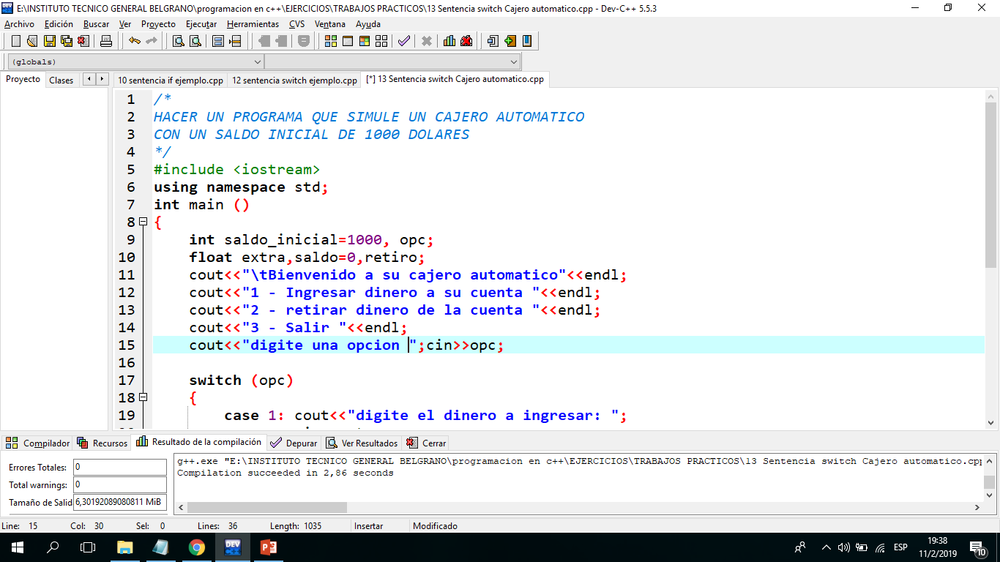 E:\INSTITUTO TECNICO GENERAL BELGRANO\programacion en c++\EJERCICIOS\TRABAJOS PRACTICOS\13 Sentencia switch Cajero automatico.cpp - Dev-C++ 5.5.3
Archivo Edición Buscar Ver Proyecto Ejecutar Herramientas CVS Ventana Ayuda
(globals)
Proyecto Clases 10 sentencia if ejemplo.cpp 12 sentencia switch ejemplo.cpp [*] 13 Sentencia switch Cajero automatico.cpp
1 /*
2 HACER UN PROGRAMA QUE SIMULE UN CAJERO AUTOMATICO
3 CON UN SALDO INICIAL DE 1000 DOLARES
4 */
5 #include <iostream>
6 using namespace std;
7 int main ()
8 {
9 int saldo_inicial=1000, opc;
10 float extra,saldo=0,retiro;
11 cout<<"\tBienvenido a su cajero automatico"<<endl;
12 cout<<"1 - Ingresar dinero a su cuenta "<<endl;
13 cout<<"2 - retirar dinero de la cuenta "<<endl;
14 cout<<"3 - Salir "<<endl;
15 cout<<"digite una opcion ";cin>>opc;
16
17 switch (opc)
18 {
19 case 1: cout<<"digite el dinero a ingresar: ";
Compilador Recursos Resultado de la compilación Depurar Ver Resultados Cerrar
Errores Totales: 0
Total warnings: 0
Tamaño de Salid 6,30192089080811 MiB
g++.exe "E:\INSTITUTO TECNICO GENERAL BELGRANO\programacion en c++\EJERCICIOS\TRABAJOS PRACTICOS\13 Sentencia switch Cajero automatico.cpp
Compilation succeeded in 2,86 seconds
Line: 15 Col: 30 Sel: 0 Lines: 36 Length: 1035 Insertar Modificado
DEV
ESP
19:38
11/2/2019
10